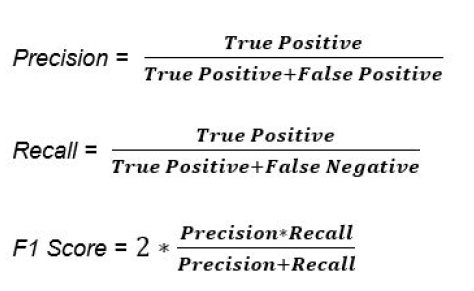 Precision = True Positive / True Positive+False Positive
Recall = True Positive / True Positive+False Negative
F1 Score = 2 * Precision*Recall / Precision+Recall